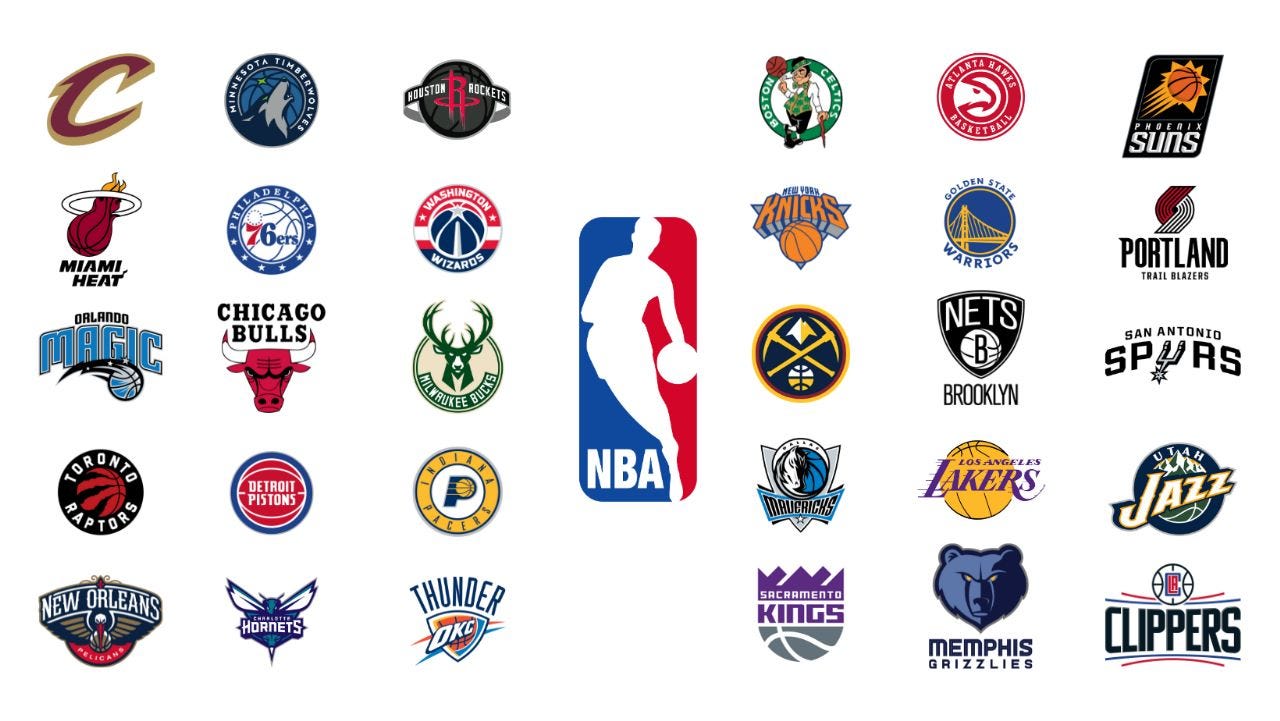 C
MINNESOTA TIMBERWOLVES
HOUSTON R ROCKETS
BOSTON CELTICS
ATLANTA HAWKS
BASKETBALL
PHOENIX
SUNS
MIAMI
HEAT
PHILADELPHIA
76ers
WASHINGTON
WIZARDS
NEW YORK
KNICKS
GOLDEN STATE
WARRIORS
PORTLAND
TRAIL BLAZERS
ORLANDO
MAGIC
CHICAGO
BULLS
MILWAUKEE BUCKS
NBA
NETS
B
BROOKLYN
SAN ANTONIO
SPURS
TORONTO
RAPTORS
DETROIT
PISTONS
INDIANA
P
PACERS
DALLAS
MAVERICKS
LOS ANGELES
LAKERS
UTAH
JAZZ
NEW ORLEANS
PELICANS
CHARLOTTE
HORNETS
THUNDER
OKC
SACRAMENTO
KINGS
MEMPHIS
GRIZZLIES
LA
CLIPPERS